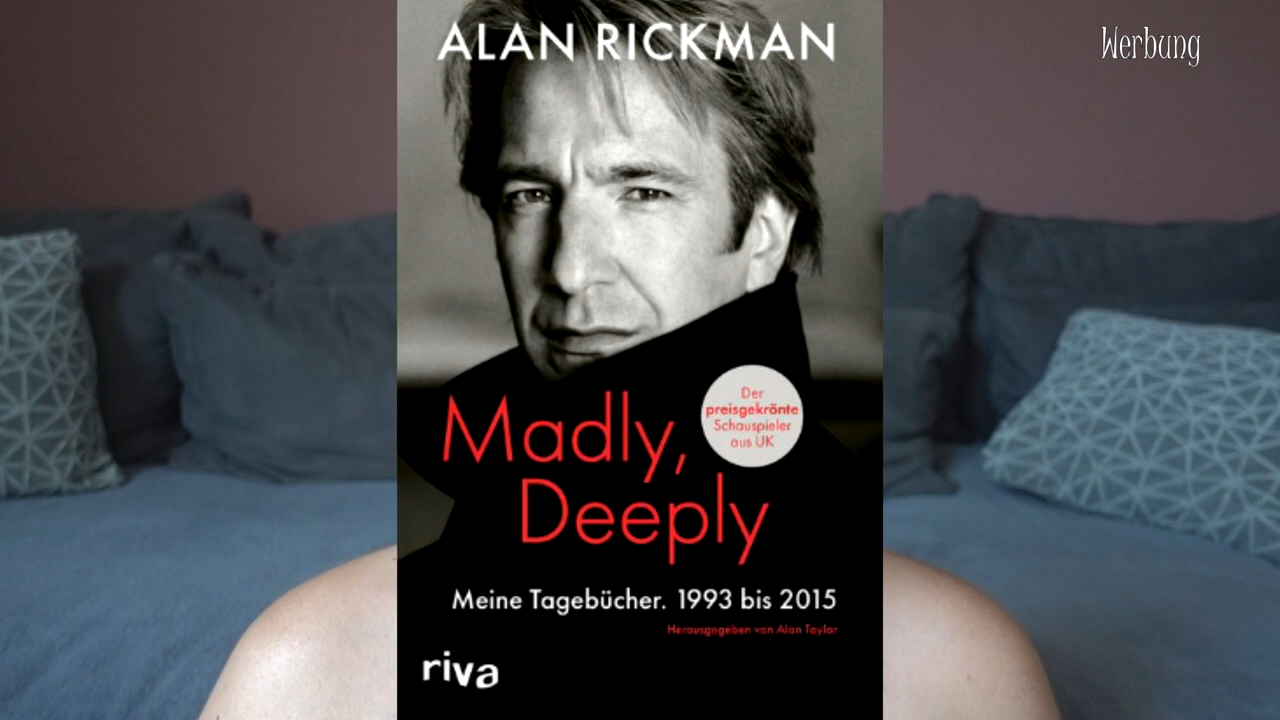 ALAN RICKMAN
Werbung
Madly,
Deeply
Der
preisgekrönte
Schauspieler
aus UK
Meine Tagebücher. 1993 bis 2015
Herausgegeben von Alan Taylor
riva